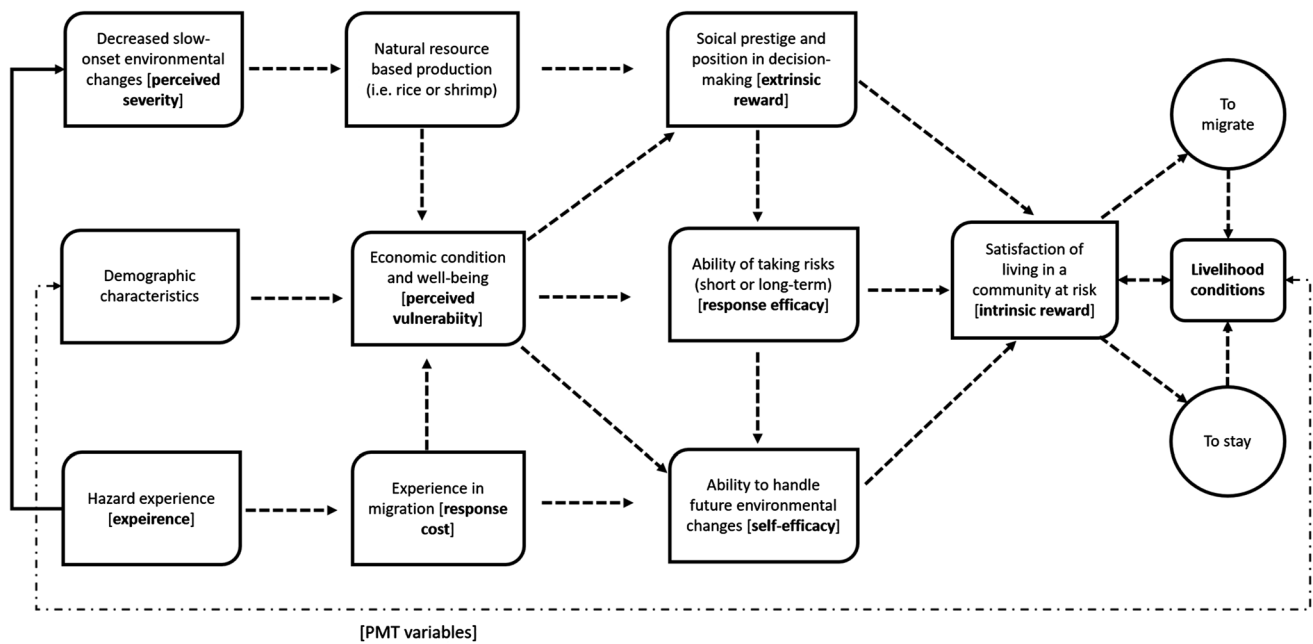 Decreased slow-
onset environmental
changes [perceived
severity]
Natural resource
based production
(i.e. rice or shrimp)
Soical prestige and
position in decision-
making [extrinsic
reward]
To
migrate
Demographic
characteristics
Economic condition
and well-being
[perceived
vulnerabiity]
Ability of taking risks
(short or long-term)
[response efficacy]
Satisfaction of
living in a
community at risk
[intrinsic reward]
Livelihood
conditions
Hazard experience
[expeirence]
Experience in
migration [response
cost]
Ability to handle
future environmental
changes [self-efficacy]
To stay
[PMT variables]